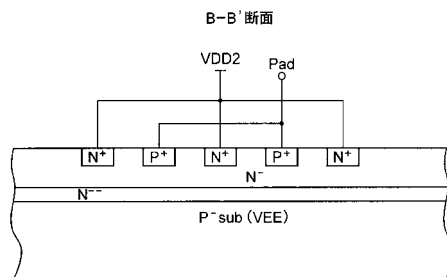 B-B'断面
VDD2 Pad
N+ P+ N+ P+ N+
N-
N--
P-sub (VEE)